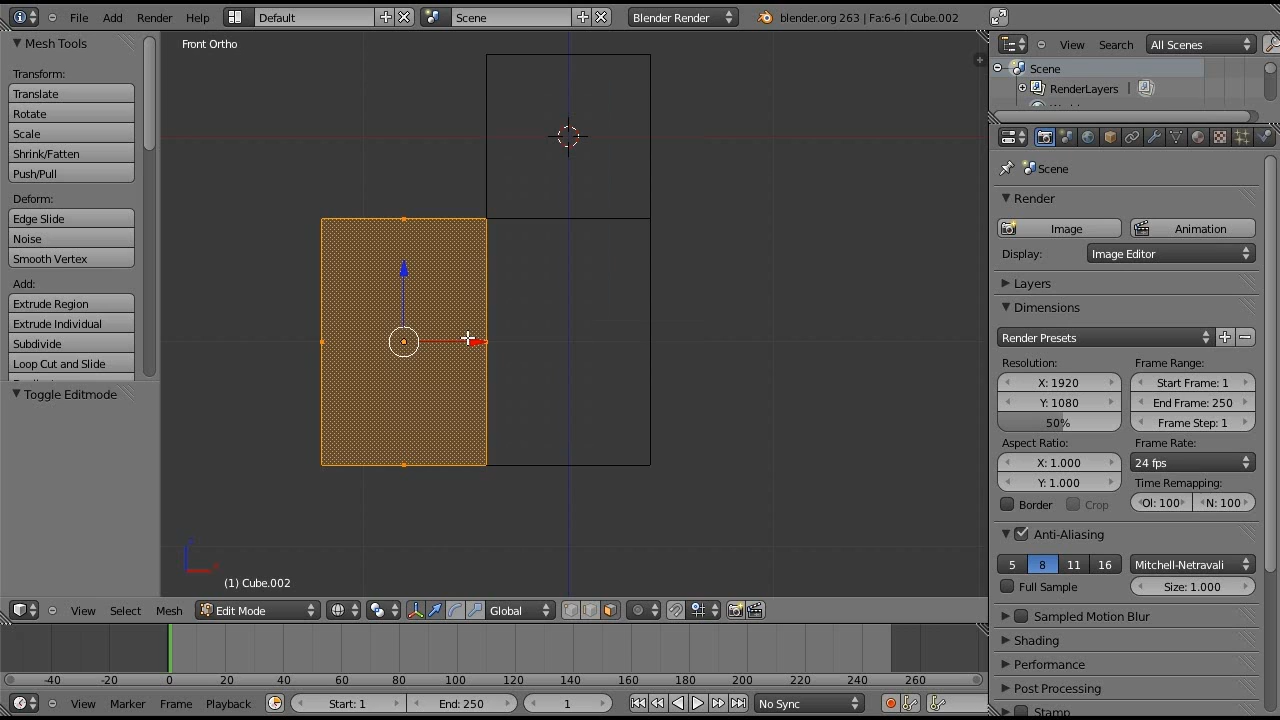 File Add Render Help Default Scene Blender Render blender.org 263 | Fa:6-6 | Cube.002
Mesh Tools
Transform:
Translate
Rotate
Scale
Shrink/Fatten
Push/Pull
Deform:
Edge Slide
Noise
Smooth Vertex
Add:
Extrude Region
Extrude Individual
Subdivide
Loop Cut and Slide
Toggle Editmode
Front Ortho
(1) Cube.002
View Select Mesh Edit Mode Global
-40 -20 0 20 40 60 80 100 120 140 160 180 200 220 240 260
View Marker Frame Playback Start: 1 End: 250 1 No Sync
View Search All Scenes
Scene
RenderLayers
Scene
Render
Image Animation
Display: Image Editor
Layers
Dimensions
Render Presets
Resolution: Frame Range:
X: 1920 Start Frame: 1
Y: 1080 End Frame: 250
50% Frame Step: 1
Aspect Ratio: Frame Rate:
X: 1.000 24 fps
Y: 1.000 Time Remapping:
Border Crop Ol: 100 N: 100
Anti-Aliasing
5 8 11 16 Mitchell-Netravali
Full Sample Size: 1.000
Sampled Motion Blur
Shading
Performance
Post Processing
Stamp